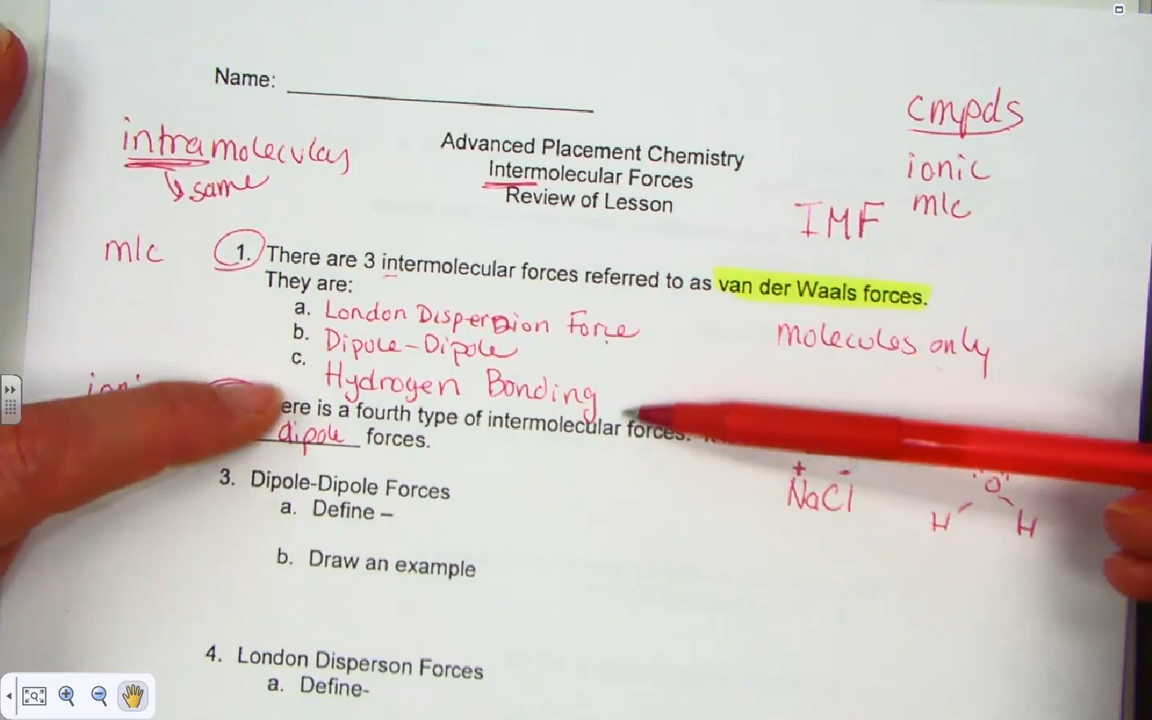 Name:
cmpds
intramolecular
↳ same
Advanced Placement Chemistry
Intermolecular Forces
Review of Lesson
ionic
mlc
IMF
mlc
1. There are 3 intermolecular forces referred to as van der Waals forces.
They are:
a. London Dispersion Force
b. Dipole-Dipole
c. Hydrogen Bonding
molecules only
ere is a fourth type of intermolecular forces.
dipole forces.
+ -
NaCl
O
H H
3. Dipole-Dipole Forces
a. Define –
b. Draw an example
4. London Disperson Forces
a. Define-